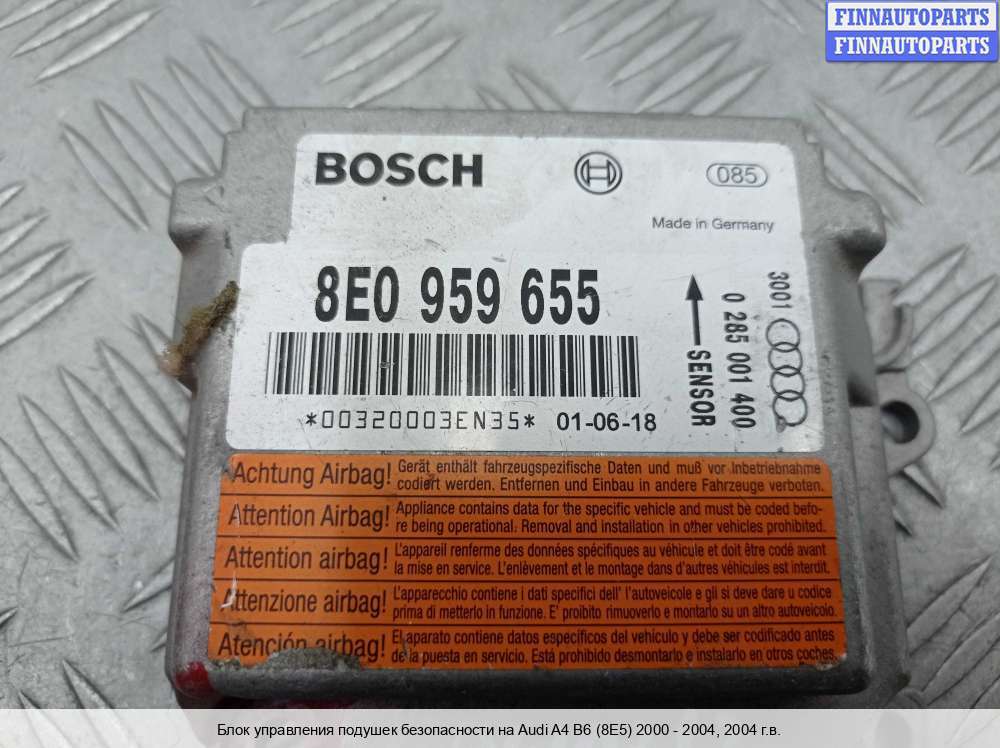 FINNAUTOPARTS
FINNAUTOPARTS
BOSCH
085
Made in Germany
8E0 959 655
3001
0 285 001 400
SENSOR
*00320003EN35* 01-06-18
Achtung Airbag! Gerät enthält fahrzeugspezifische Daten und muß vor Inbetriebnahme
codiert werden. Entfernen und Einbau in andere Fahrzeuge verboten.
Attention Airbag! Appliance contains data for the specific vehicle and must be coded befo-
re being operational. Removal and installation in other vehicles prohibited.
Attention airbag! L'appareil renferme des données spécifiques au véhicule et doit être codé avant
la mise en service. L'enlèvement et le montage dans d'autres véhicules est interdit.
Attenzione airbag! L'apparecchio contiene i dati specifici dell' l'autoveicolo e gli si deve dare u codice
prima di metterlo in funzione. E' proibito rimuoverlo e montarlo su un altro autoveicolo.
Atención airbag! El aparato contiene datos específicos del vehículo y debe ser codificado antes
de la puesta en servicio. Está prohibido desmontarlo e instalarlo en otros coches.
Блок управления подушек безопасности на Audi A4 B6 (8E5) 2000 - 2004, 2004 г.в.